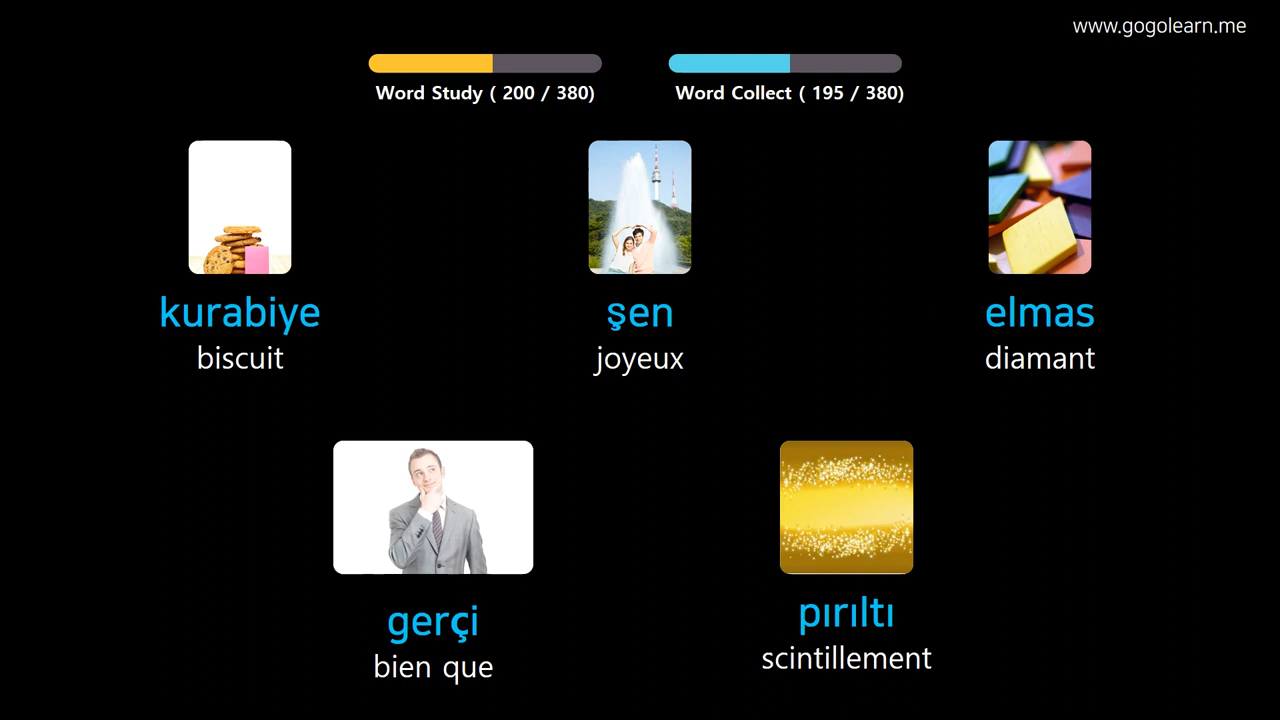 www.gogolearn.me
Word Study ( 200 / 380)
Word Collect ( 195 / 380)
kurabiye
biscuit
şen
joyeux
elmas
diamant
gerçi
bien que
pırıltı
scintillement